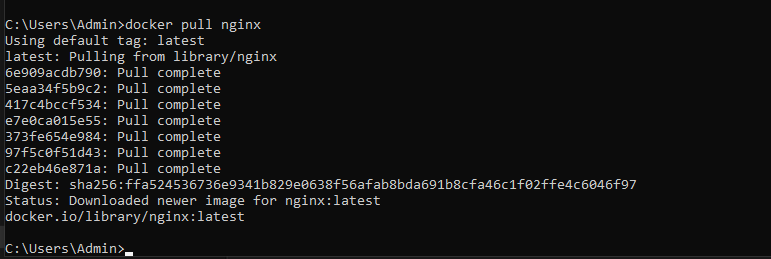 C:\Users\Admin>docker pull nginx
Using default tag: latest
latest: Pulling from library/nginx
6e909acdb790: Pull complete
5eaa34f5b9c2: Pull complete
417c4bccf534: Pull complete
e7e0ca015e55: Pull complete
373fe654e984: Pull complete
97f5c0f51d43: Pull complete
c22eb46e871a: Pull complete
Digest: sha256:ffa524536736e9341b829e0638f56afab8bda691b8cfa46c1f02ffe4c6046f97
Status: Downloaded newer image for nginx:latest
docker.io/library/nginx:latest
C:\Users\Admin>